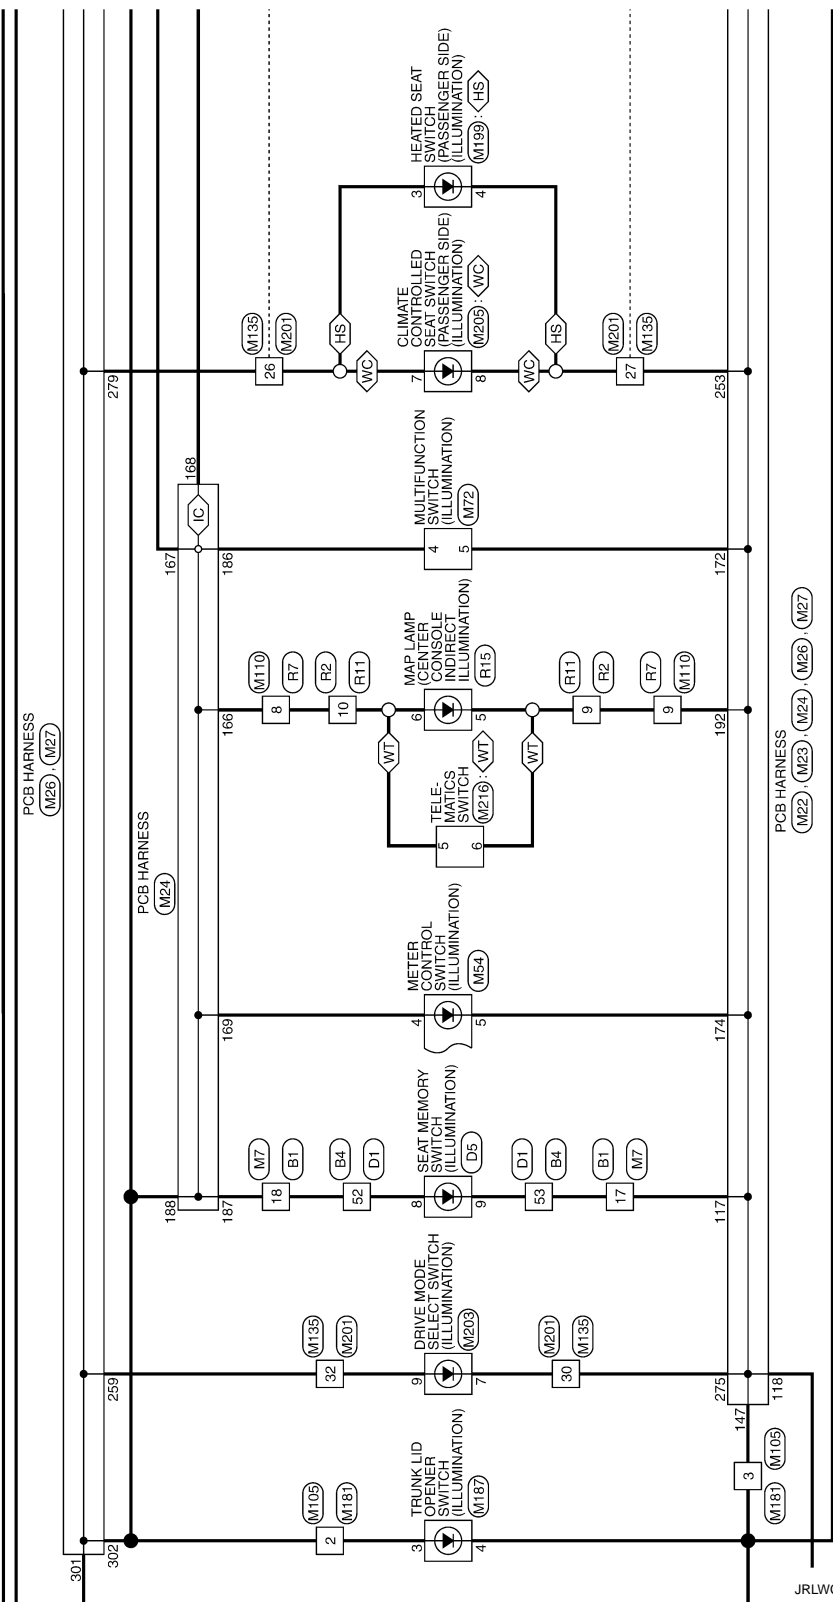 PCB HARNESS
M26 , M27
301
302
259
279
PCB HARNESS
M24
188
187
169
166
167
186
168
IC
2
M105
M181
3
4
TRUNK LID
OPENER
SWITCH
(ILLUMINATION)
M187
32
M135
M201
9
7
DRIVE MODE
SELECT SWITCH
(ILLUMINATION)
M203
30
M201
M135
18
M7
B1
52
B4
D1
8
9
SEAT MEMORY
SWITCH
(ILLUMINATION)
D5
53
D1
B4
17
B1
M7
4
5
METER
CONTROL
SWITCH
(ILLUMINATION)
M54
5
6
TELE-
MATICS
SWITCH
M216 : WT
WT
WT
8
M110
R7
10
R2
R11
6
5
MAP LAMP
(CENTER
CONSOLE
INDIRECT
ILLUMINATION)
R15
9
R11
R2
9
R7
M110
4
5
MULTIFUNCTION
SWITCH
(ILLUMINATION)
M72
26
M135
M201
HS
WC
7
8
CLIMATE
CONTROLLED
SEAT SWITCH
(PASSENGER SIDE)
(ILLUMINATION)
M205 : WC
WC
HS
27
M201
M135
3
4
HEATED SEAT
SWITCH
(PASSENGER SIDE)
(ILLUMINATION)
M199 : HS
147
275
118
117
174
192
172
253
3
M181
M105
PCB HARNESS
M22 , M23 , M24 , M26 , M27